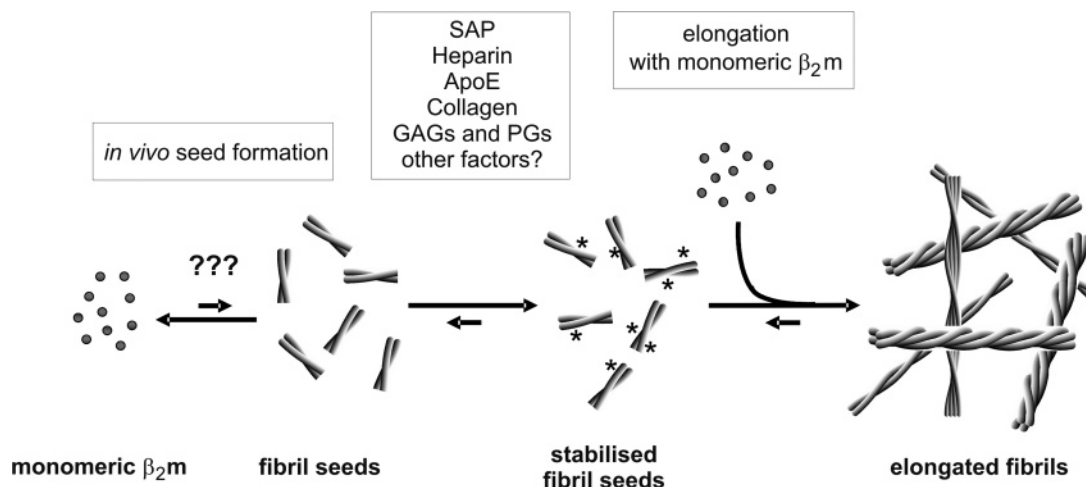 SAP
Heparin
ApoE
Collagen
GAGs and PGs
other factors?
elongation
with monomeric β₂m
in vivo seed formation
???
*
*
*
*
*
*
*
*
*
monomeric β₂m
fibril seeds
stabilised
fibril seeds
elongated fibrils